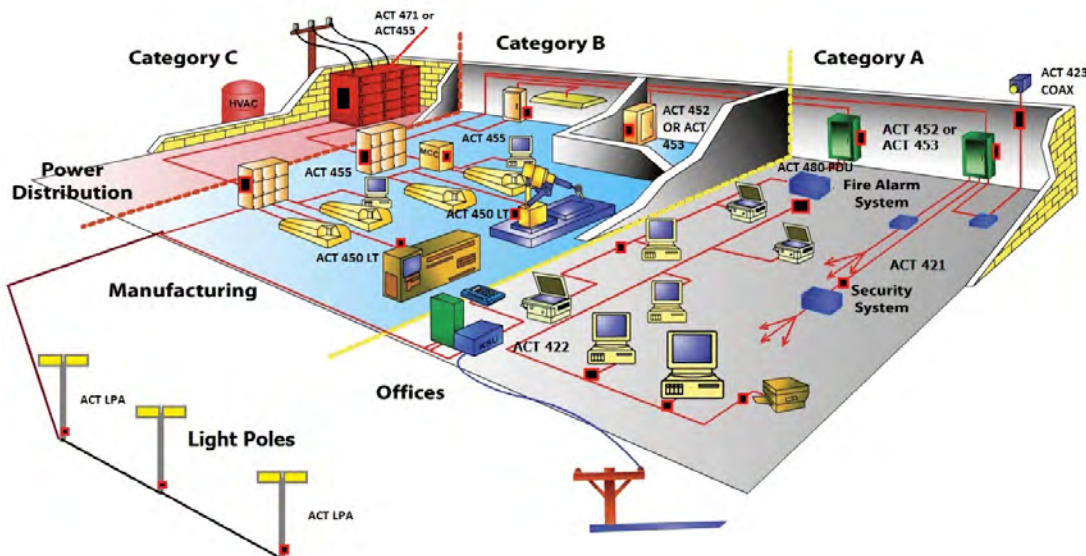 ACT 471 or
ACT455
Category C
Category B
Category A
ACT 423
COAX
HVAC
ACT 452
OR ACT
453
ACT 455
MCC
ACT 452 or
ACT 453
Power
Distribution
ACT 455
ACT 480-PDU
Fire Alarm
System
ACT 450 LT
ACT 450 LT
ACT 421
Manufacturing
Security
System
KSU
ACT 422
Offices
ACT LPA
Light Poles
ACT LPA